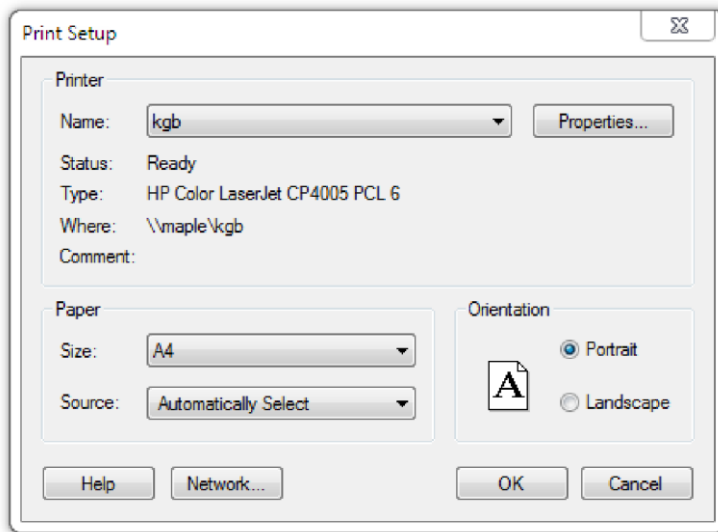 Print Setup
Printer
Name: kgb Properties...
Status: Ready
Type: HP Color LaserJet CP4005 PCL 6
Where: \\maple\kgb
Comment:
Paper
Size: A4
Source: Automatically Select
Orientation
A
Portrait
Landscape
Help Network... OK Cancel